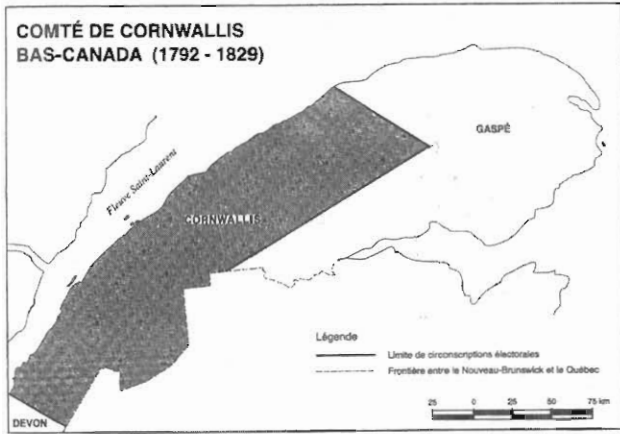 COMTÉ DE CORNWALLIS
BAS-CANADA (1792 - 1829)
GASPÉ
Fleuve Saint-Laurent
CORNWALLIS
Légende
Limite de circonscriptions électorales
Frontière entre le Nouveau-Brunswick et le Québec
25 0 25 50 75 km
DEVON